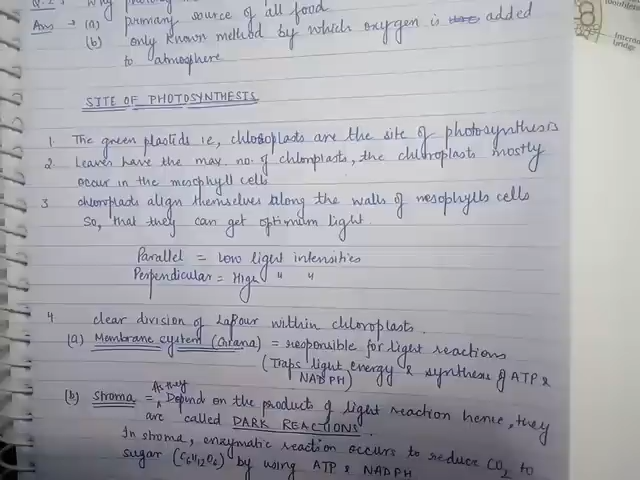 Why
Ans → (a) primary source of all food
(b) only known method by which oxygen is added
to atmosphere
SITE OF PHOTOSYNTHESIS
1. The green plastids i.e, chloroplasts are the site of photosynthesis
2. Leaves have the max. no. of chloroplasts, the chloroplasts mostly
occur in the mesophyll cells
3 chloroplasts align themselves along the walls of mesophylls cells
So, that they can get optimum light.
Parallel = Low light intensities
Perpendicular = High " "
4. clear division of Labour within chloroplasts.
(a) Membrane system (Grana) = responsible for light reactions
(Traps light energy & synthesis of ATP &
NADPH)
(b) Stroma = As they Depend on the products of light reaction hence, they
are called DARK REACTIONS.
In stroma, enzymatic reaction occurs to reduce CO2 to
sugar (C6H12O6) by using ATP & NADPH
bridge